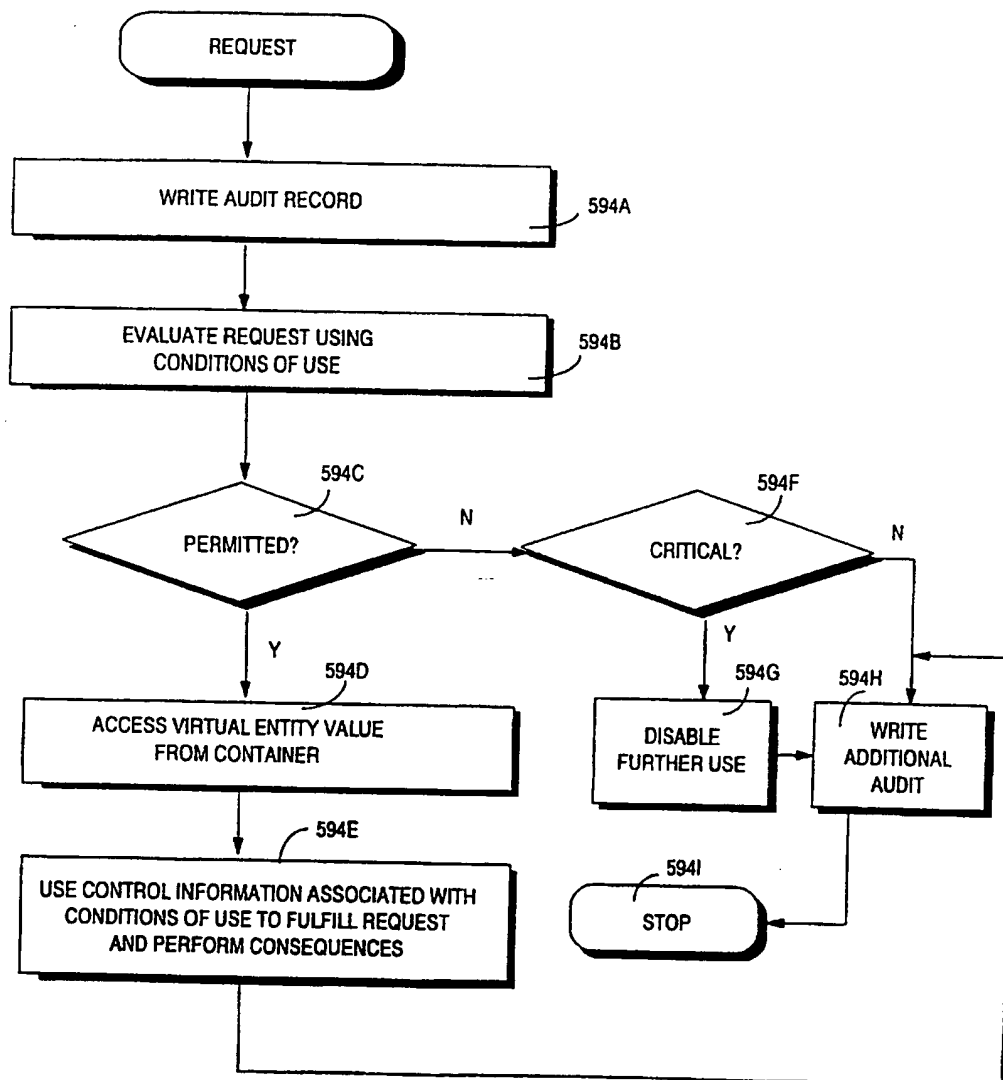 REQUEST
WRITE AUDIT RECORD
594A
EVALUATE REQUEST USING
CONDITIONS OF USE
594B
594C
PERMITTED?
N
594F
CRITICAL?
N
Y
594D
ACCESS VIRTUAL ENTITY VALUE
FROM CONTAINER
Y
594G
DISABLE
FURTHER USE
594H
WRITE
ADDITIONAL
AUDIT
594E
USE CONTROL INFORMATION ASSOCIATED WITH
CONDITIONS OF USE TO FULFILL REQUEST
AND PERFORM CONSEQUENCES
594I
STOP